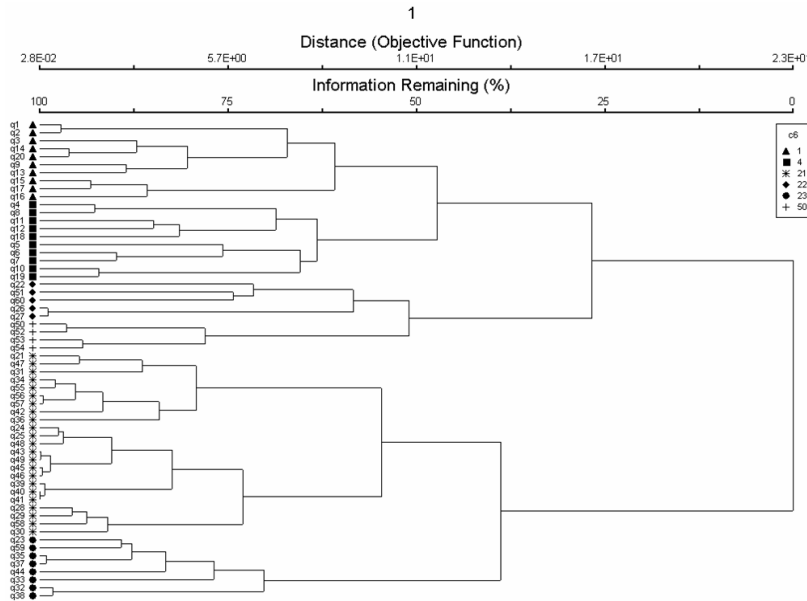 1
Distance (Objective Function)
2.8E-02 5.7E+00 1.1E+01 1.7E+01 2.3E+01
Information Remaining (%)
100 75 50 25 0
q1
q2
q3
q14
q20
q9
q13
q15
q17
q16
q4
q8
q11
q12
q18
q5
q6
q7
q10
q19
q22
q51
q60
q26
q27
q50
q52
q53
q54
q21
q47
q31
q34
q55
q56
q57
q42
q36
q24
q25
q48
q43
q49
q45
q46
q39
q40
q41
q28
q29
q58
q30
q23
q59
q35
q37
q44
q33
q32
q38
c6
1
4
21
22
23
50